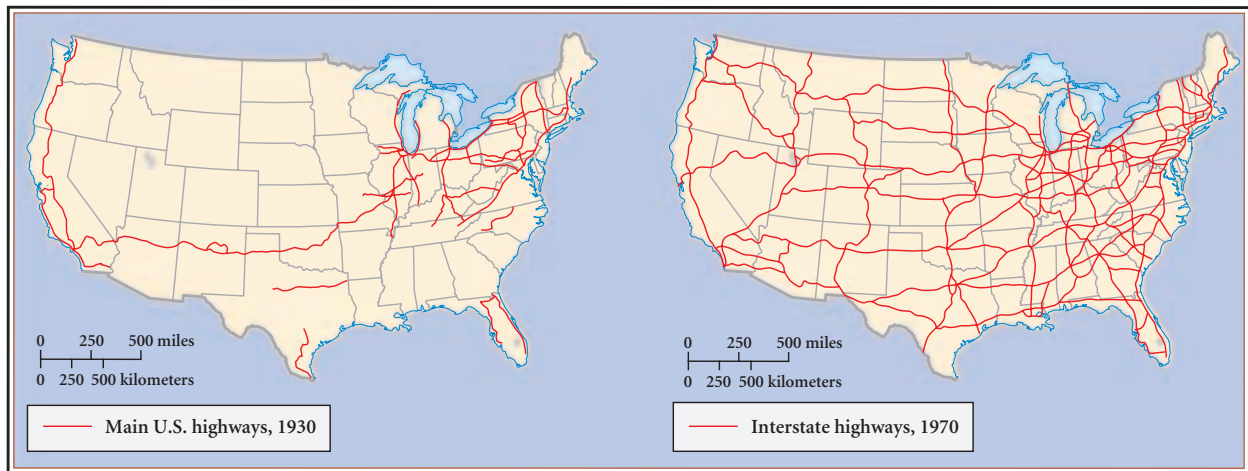 0 250 500 miles
0 250 500 kilometers
Main U.S. highways, 1930
0 250 500 miles
0 250 500 kilometers
Interstate highways, 1970